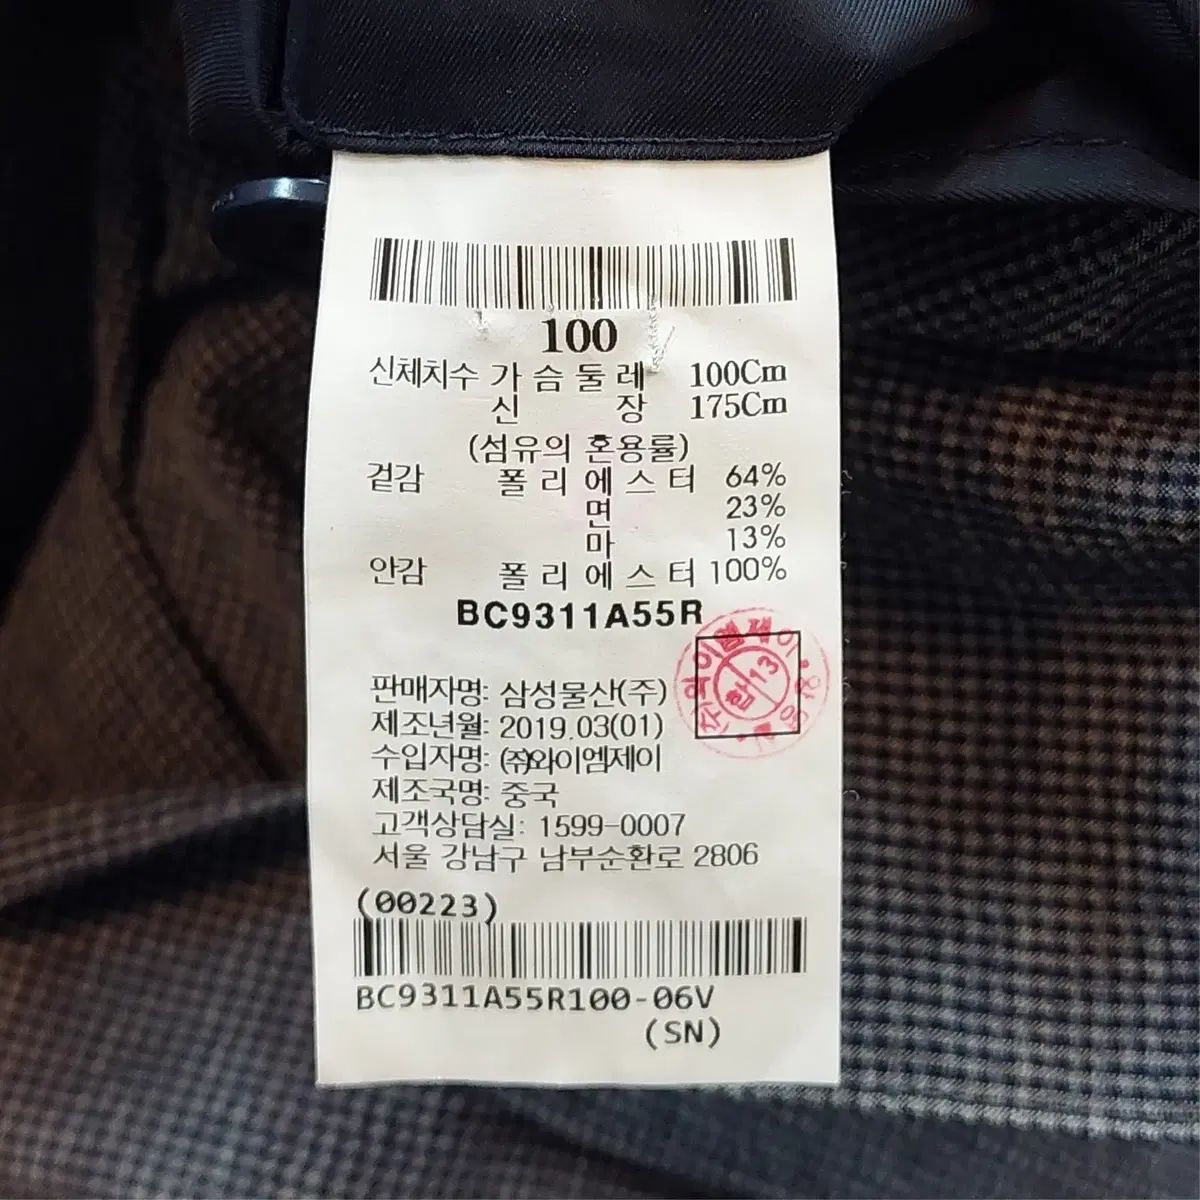 100
신체치수 가슴둘레 100Cm
신장 175Cm
(섬유의 혼용률)
겉감 폴리에스터 64%
면 23%
마 13%
안감 폴리에스터 100%
BC9311A55R
판매자명: 삼성물산(주)
제조년월: 2019.03(01)
수입자명: ㈜와이엠제이
제조국명: 중국
고객상담실: 1599-0007
서울 강남구 남부순환로 2806
(00223)
BC9311A55R100-06V
(SN)
13